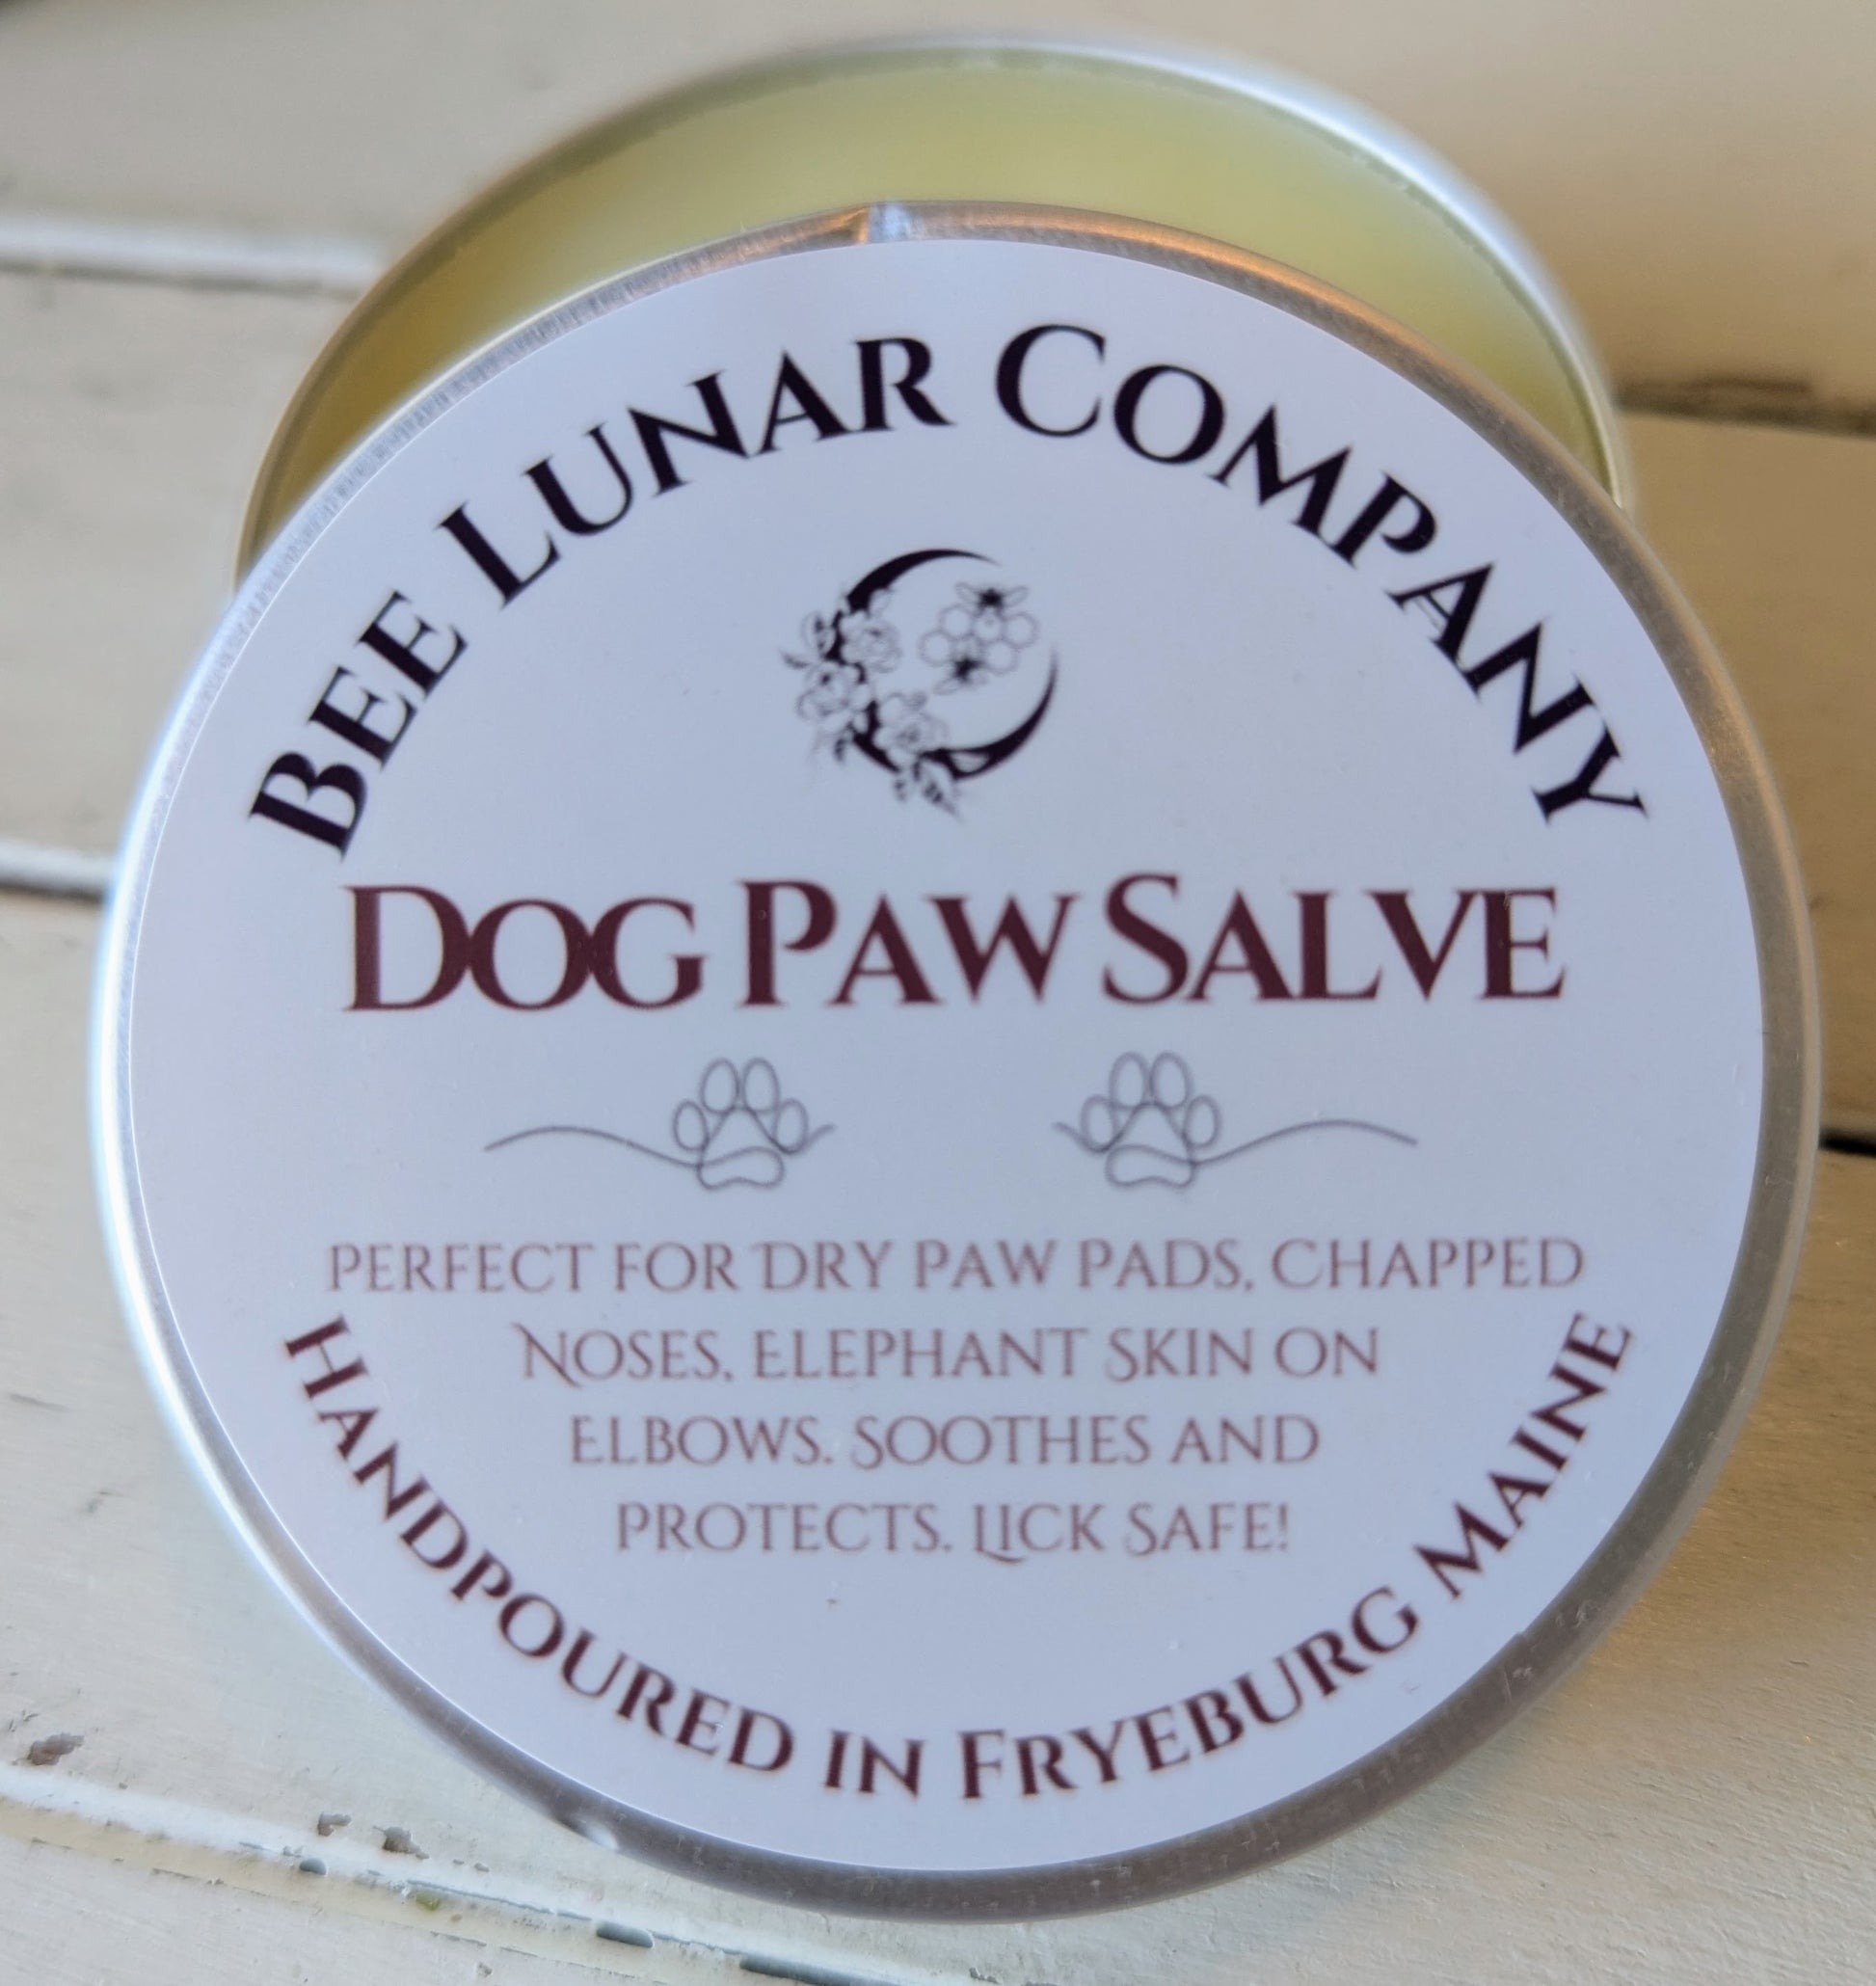 Bee Lunar Company
Dog Paw Salve
Perfect for Dry Paw Pads, Chapped
Noses, Elephant Skin on
Elbows. Soothes and
Protects. Lick Safe!
Handpoured in Fryeburg Maine